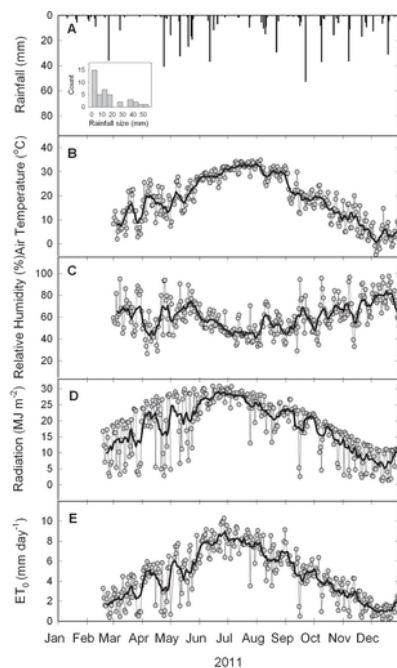 A
Rainfall (mm)
0
20
40
60
80
Count
15
10
5
0
0 10 20 30 40 50
Rainfall size (mm)
B
Air Temperature (°C)
40
30
20
10
0
C
Relative Humidity (%)
100
80
60
40
20
D
Radiation (MJ m⁻²)
30
25
20
15
10
5
0
E
ET₀ (mm day⁻¹)
10
8
6
4
2
0
Jan Feb Mar Apr May Jun Jul Aug Sep Oct Nov Dec
2011